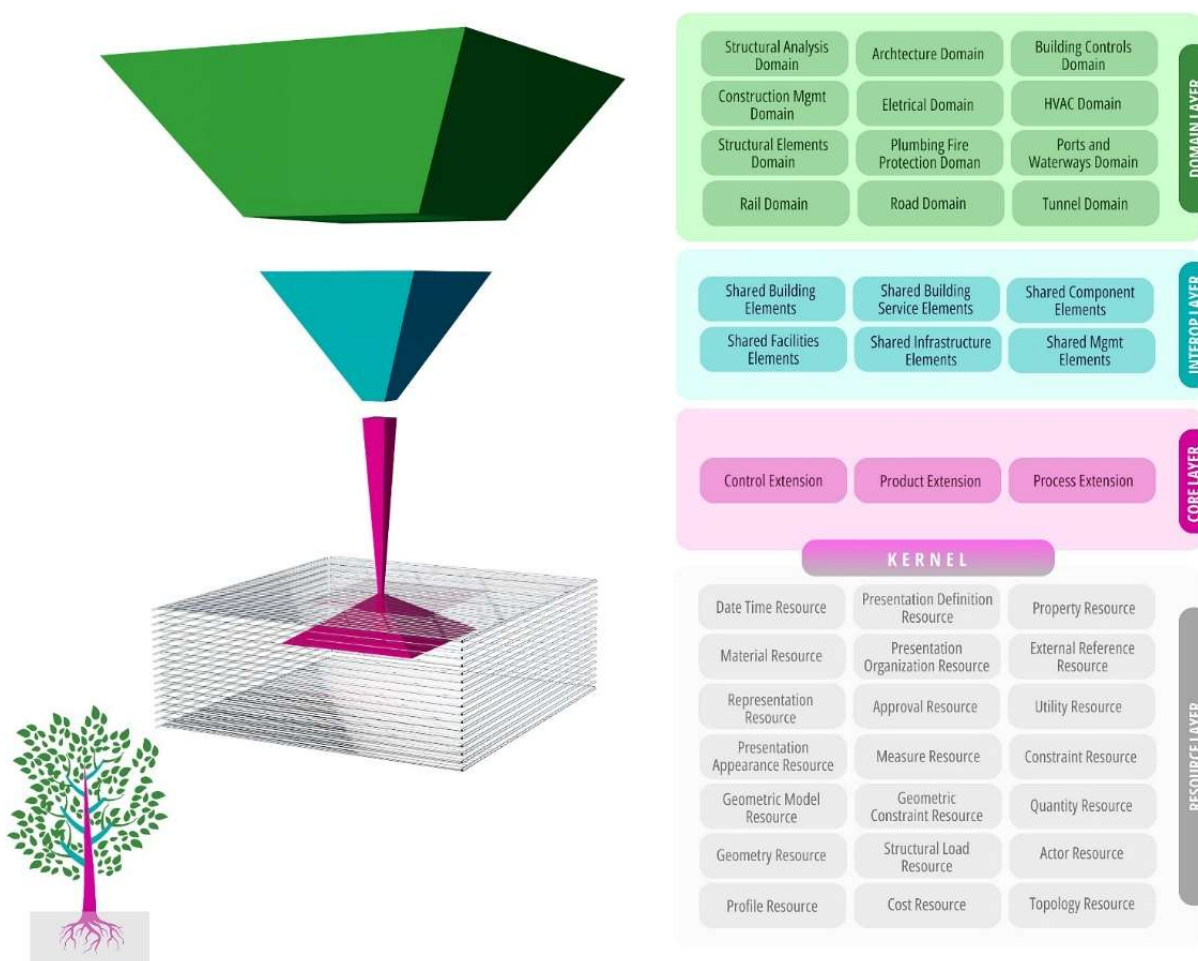 Structural Analysis
Domain
Archtecture Domain
Building Controls
Domain
Construction Mgmt
Domain
Eletrical Domain
HVAC Domain
Structural Elements
Domain
Plumbing Fire
Protection Doman
Ports and
Waterways Domain
Rail Domain
Road Domain
Tunnel Domain
DOMAIN LAYER
Shared Building
Elements
Shared Building
Service Elements
Shared Component
Elements
Shared Facilities
Elements
Shared Infrastructure
Elements
Shared Mgmt
Elements
INTEROP LAYER
Control Extension
Product Extension
Process Extension
CORE LAYER
KERNEL
Date Time Resource
Presentation Definition
Resource
Property Resource
Material Resource
Presentation
Organization Resource
External Reference
Resource
Representation
Resource
Approval Resource
Utility Resource
Presentation
Appearance Resource
Measure Resource
Constraint Resource
Geometric Model
Resource
Geometric
Constraint Resource
Quantity Resource
Geometry Resource
Structural Load
Resource
Actor Resource
Profile Resource
Cost Resource
Topology Resource
RESOURCE LAYER